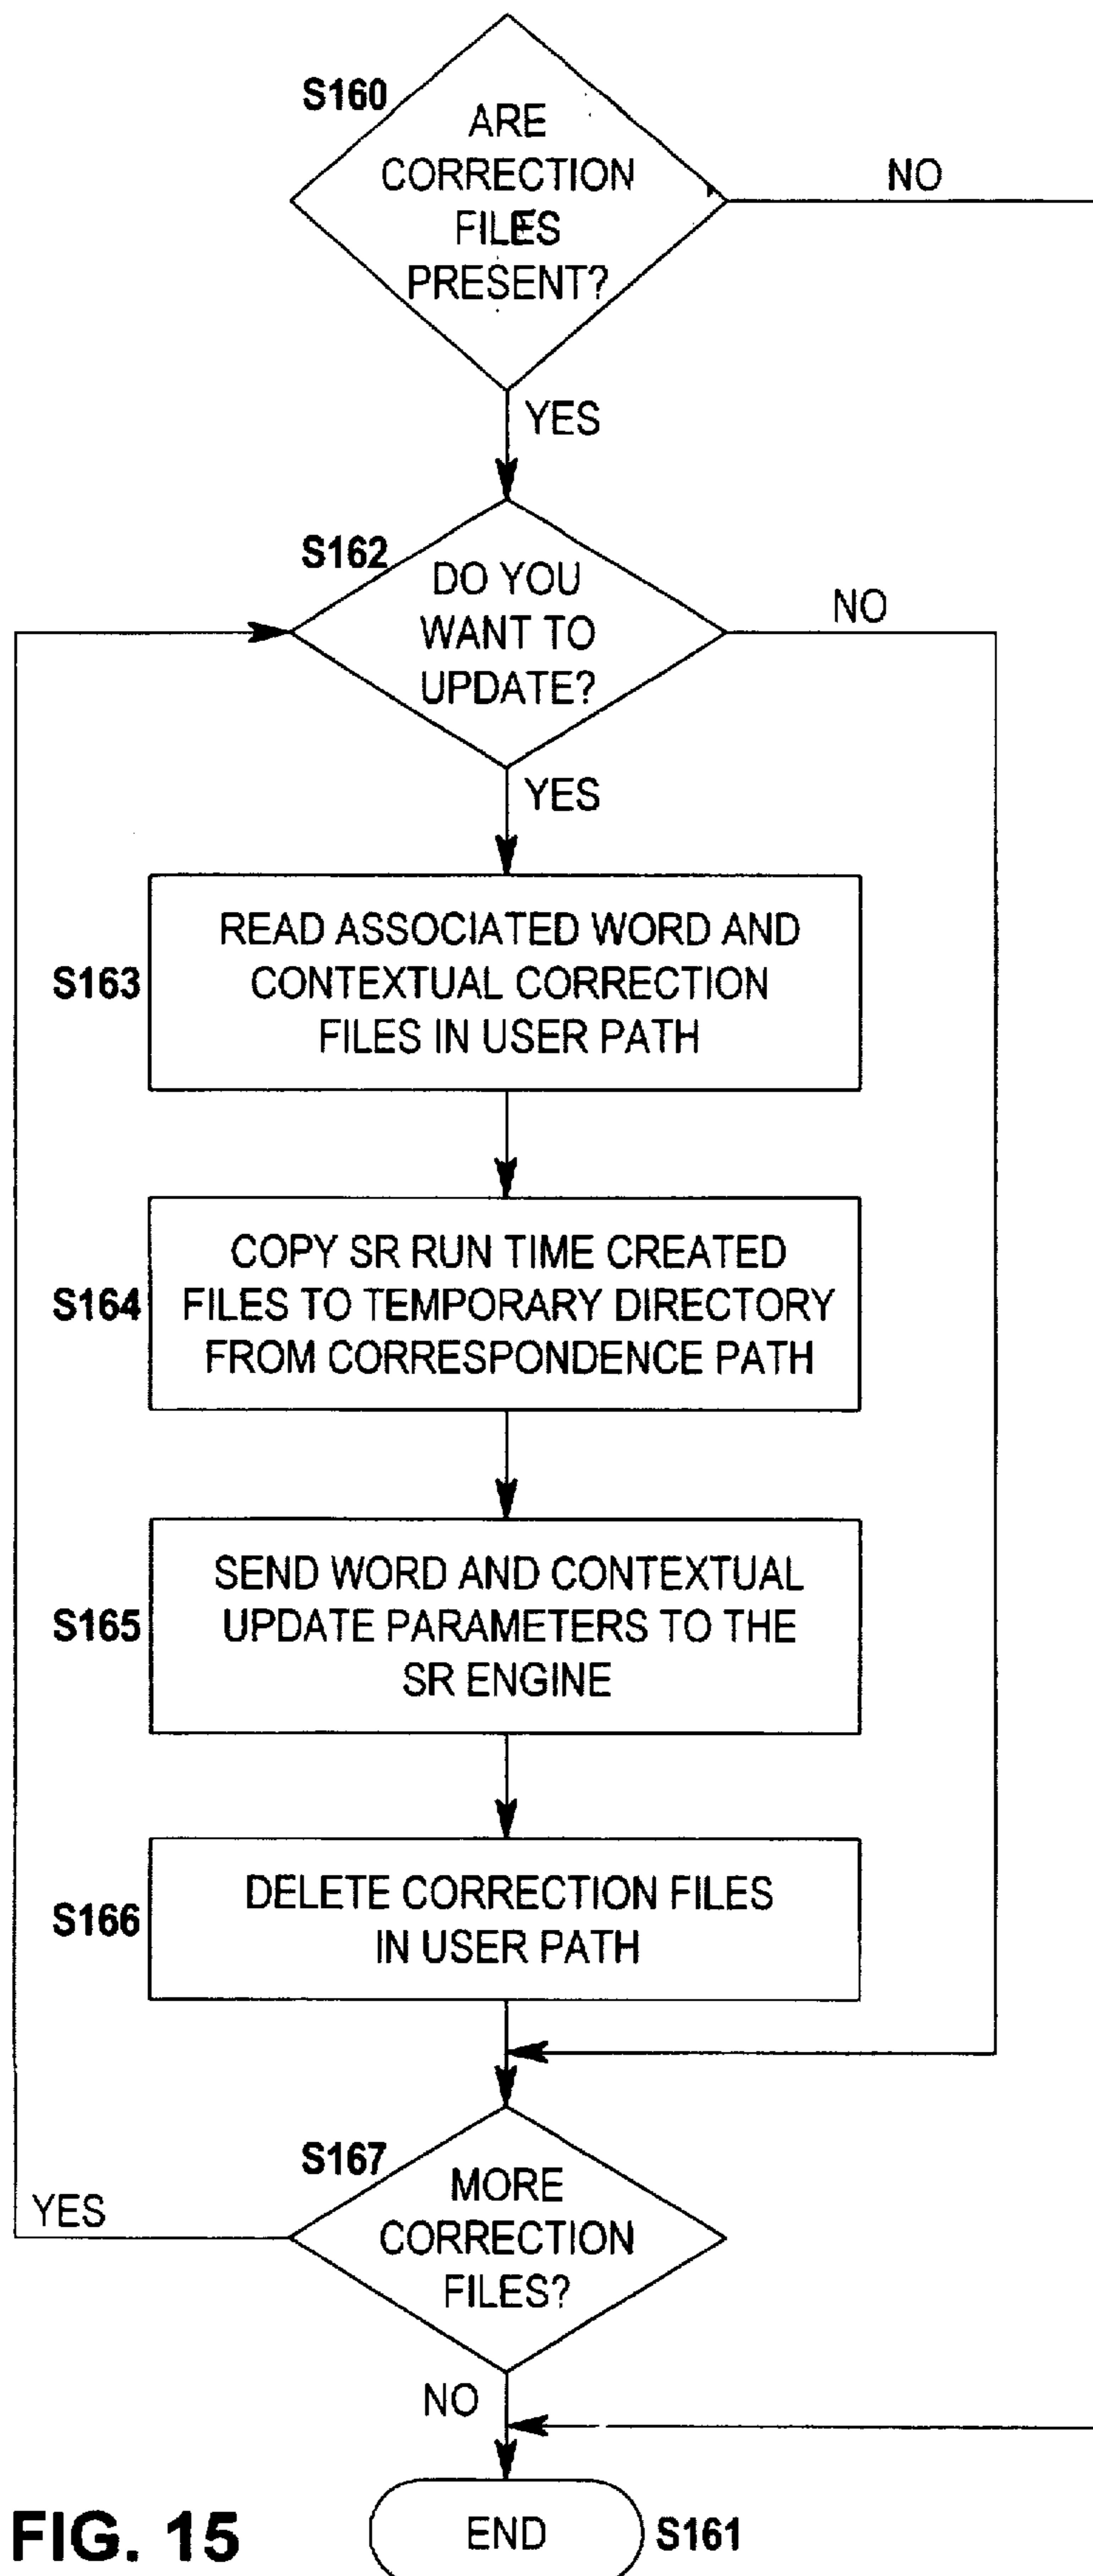 S160
ARE
CORRECTION
FILES
PRESENT?
NO
YES
S162
DO YOU
WANT TO
UPDATE?
NO
YES
S163
READ ASSOCIATED WORD AND
CONTEXTUAL CORRECTION
FILES IN USER PATH
S164
COPY SR RUN TIME CREATED
FILES TO TEMPORARY DIRECTORY
FROM CORRESPONDENCE PATH
S165
SEND WORD AND CONTEXTUAL
UPDATE PARAMETERS TO THE
SR ENGINE
S166
DELETE CORRECTION FILES
IN USER PATH
S167
MORE
CORRECTION
FILES?
YES
NO
END
S161
FIG. 15